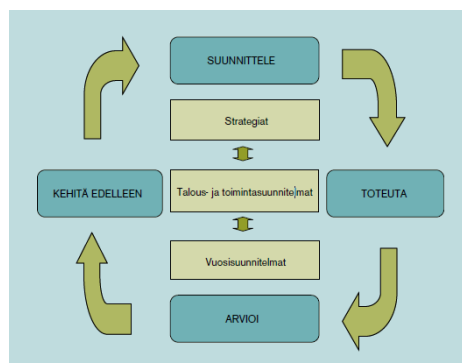 SUUNNITTELE
Strategiat
KEHITÄ EDELLEEN
Talous- ja toimintasuunnitelmat
TOTEUTA
Vuosisuunnitelmat
ARVIOI